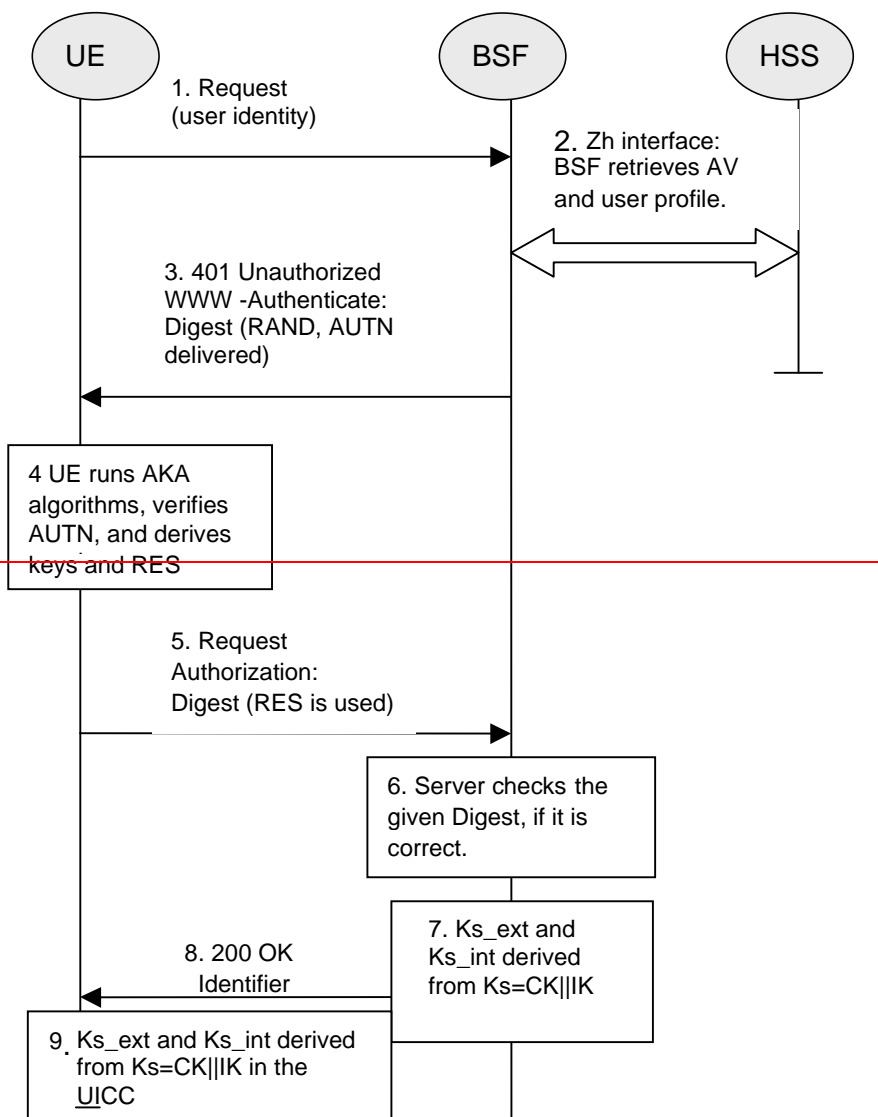 UE
BSF
HSS
1. Request
(user identity)
2. Zh interface:
BSF retrieves AV
and user profile.
3. 401 Unauthorized
WWW -Authenticate:
Digest (RAND, AUTN
delivered)
4 UE runs AKA
algorithms, verifies
AUTN, and derives
keys and RES
5. Request
Authorization:
Digest (RES is used)
6. Server checks the
given Digest, if it is
correct.
7. Ks_ext and
Ks_int derived
from Ks=CK||IK
8. 200 OK
Identifier
9. Ks_ext and Ks_int derived
from Ks=CK||IK in the
UICC